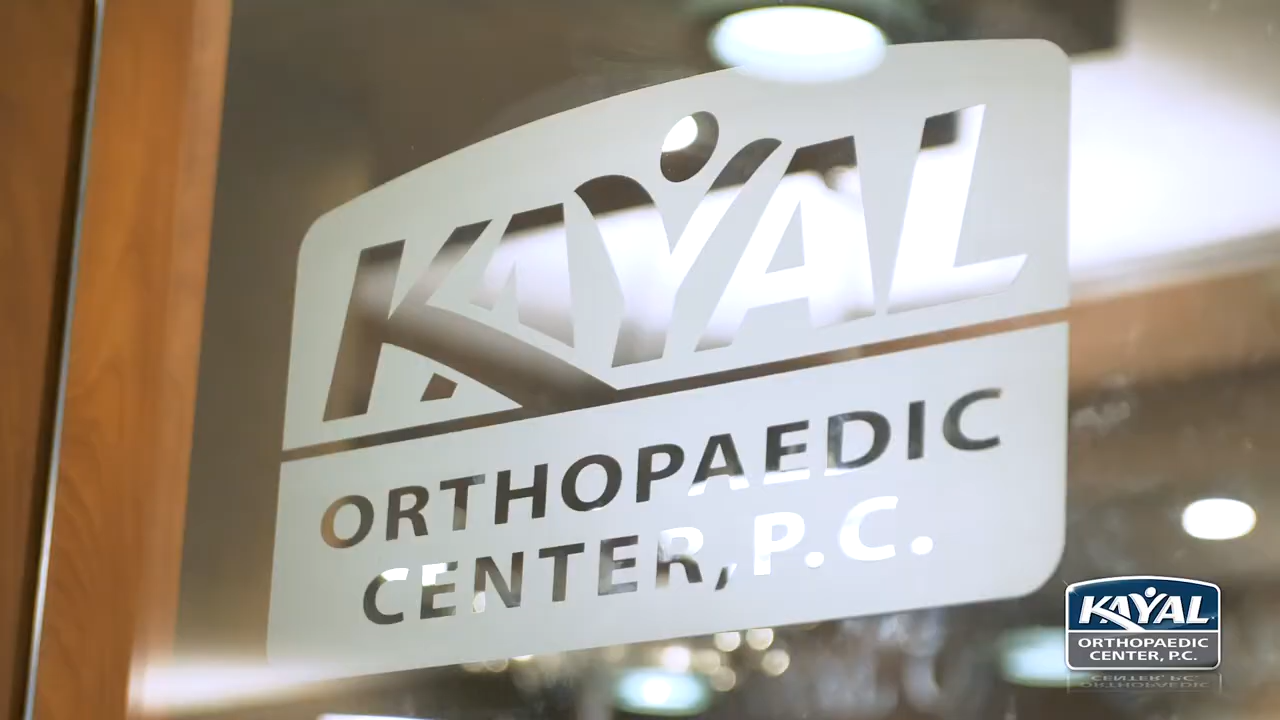 KAYAL
ORTHOPAEDIC
CENTER, P.C.
KAYAL
ORTHOPAEDIC
CENTER, P.C.